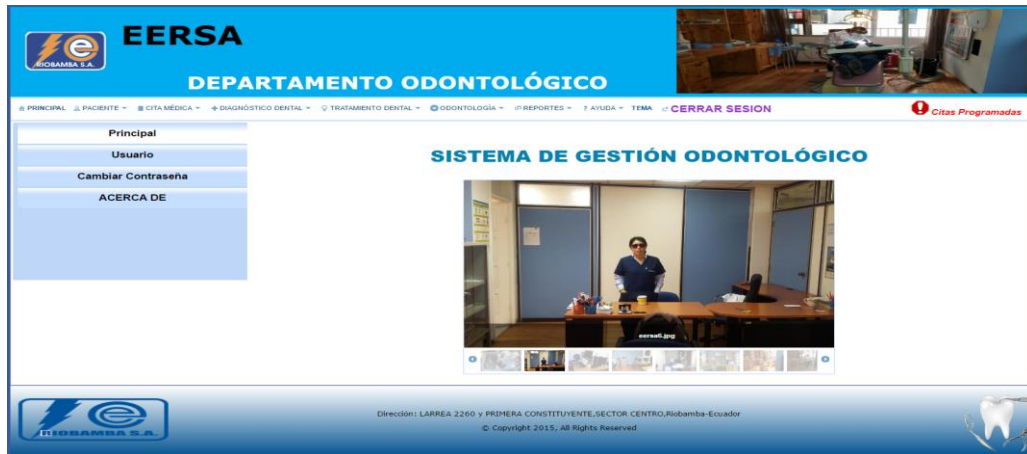 EERSA
RIOBAMBA S.A.
DEPARTAMENTO ODONTOLÓGICO
PRINCIPAL PACIENTE CITA MÉDICA DIAGNÓSTICO DENTAL TRATAMIENTO DENTAL ODONTOLOGÍA REPORTES ? AYUDA TEMA CERRAR SESION Citas Programadas
Principal
Usuario
Cambiar Contraseña
ACERCA DE
SISTEMA DE GESTIÓN ODONTOLÓGICO
eersa6.jpg
RIOBAMBA S.A.
Dirección: LARREA 2260 y PRIMERA CONSTITUYENTE,SECTOR CENTRO,Riobamba-Ecuador
© Copyright 2015, All Rights Reserved